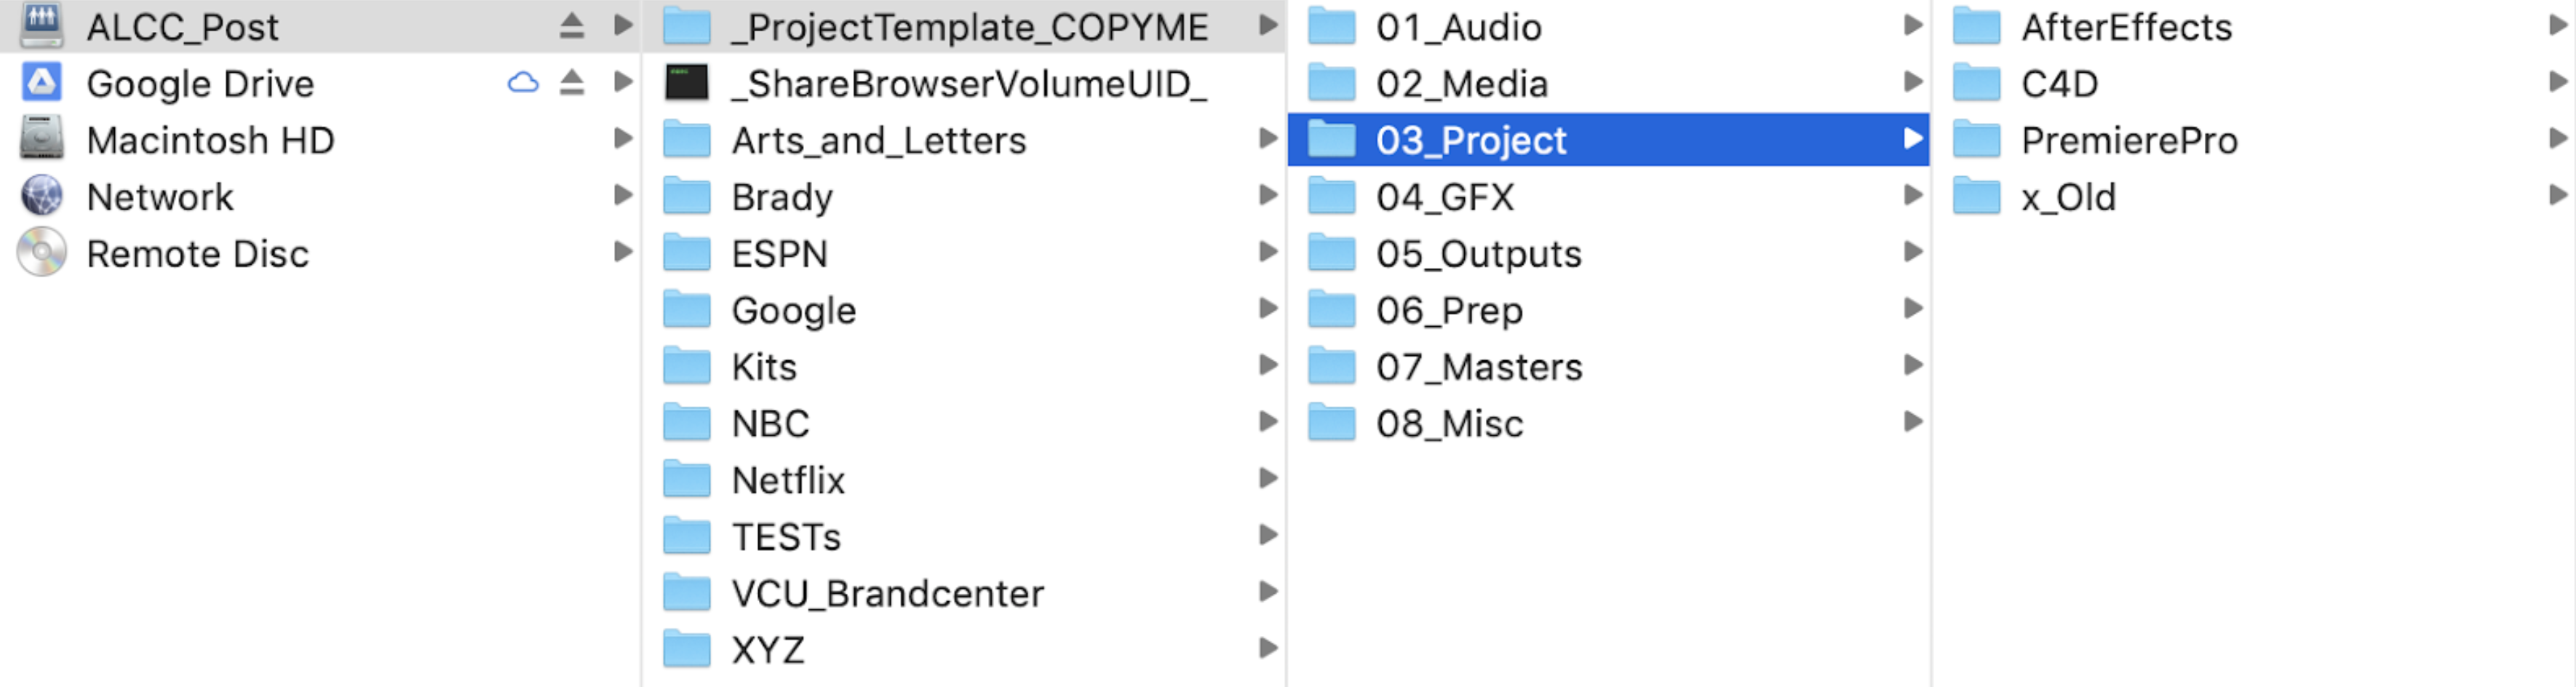 ALCC_Post
Google Drive
Macintosh HD
Network
Remote Disc
_ProjectTemplate_COPYME
_ShareBrowserVolumeUID_
Arts_and_Letters
Brady
ESPN
Google
Kits
NBC
Netflix
TESTs
VCU_Brandcenter
XYZ
01_Audio
02_Media
03_Project
04_GFX
05_Outputs
06_Prep
07_Masters
08_Misc
AfterEffects
C4D
PremierePro
x_Old